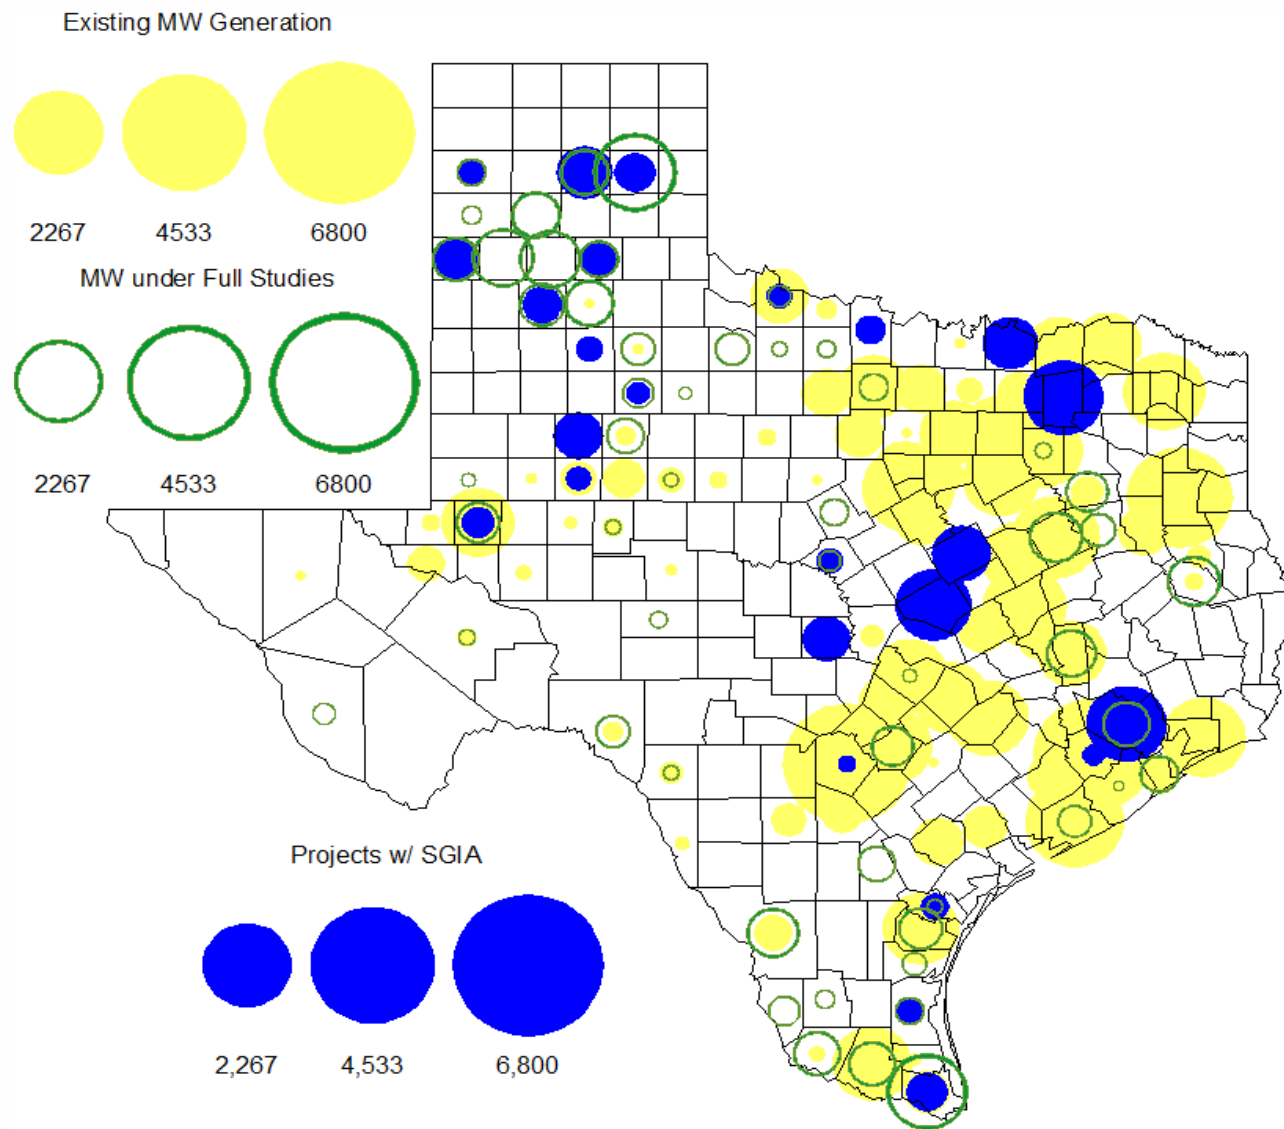 Existing MW Generation
2267 4533 6800
MW under Full Studies
2267 4533 6800
Projects w/ SGIA
2,267 4,533 6,800